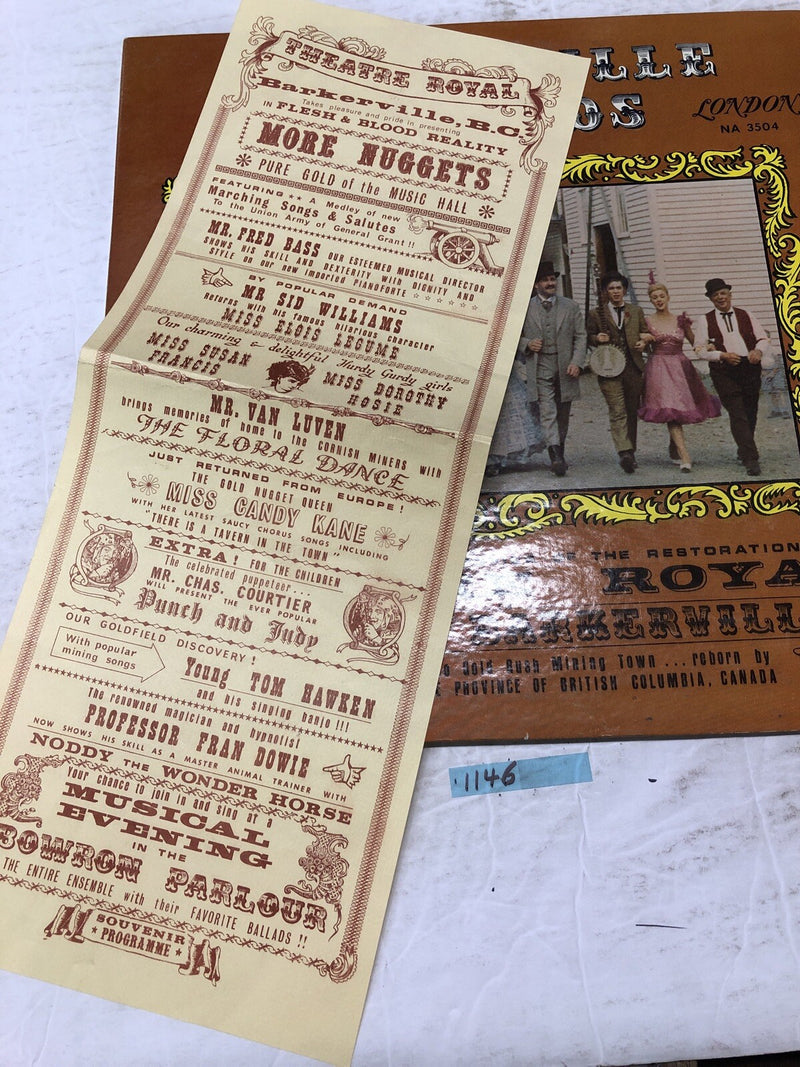 THEATRE ROYAL
Barkerville, B.C.
Takes pleasure and pride in presenting
IN FLESH & BLOOD REALITY
MORE NUGGETS
PURE GOLD of the MUSIC HALL
FEATURING ** A Medley of new
Marching Songs & Salutes
To the Union Army of General Grant !!
MR. FRED BASS OUR ESTEEMED MUSICAL DIRECTOR
SHOWS HIS SKILL AND DEXTERITY WITH DIGNITY AND
STYLE on our new imported PIANOFORTE
BY POPULAR DEMAND
MR SID WILLIAMS
Returns with his famous hilarious character
MISS ELOIS LEGUME
Our charming & delightful Hurdy Gurdy girls
MISS SUSAN FRANCIS
MISS DOROTHY HOSIE
MR. VAN LUVEN
brings memories of home to the CORNISH MINERS with
THE FLORAL DANCE
JUST RETURNED FROM EUROPE!
THE GOLD NUGGET QUEEN
MISS CANDY KANE
WITH HER LATEST SAUCY CHORUS SONGS INCLUDING
"THERE IS A TAVERN IN THE TOWN"
EXTRA! FOR THE CHILDREN
The celebrated puppeteer...
MR. CHAS. COURTIER
WILL PRESENT THE EVER POPULAR
Punch and Judy
OUR GOLDFIELD DISCOVERY!
With popular
mining songs
Young TOM HAWKEN
and his singing banjo !!!
The renowned magician and hypnotist
PROFESSOR FRAN DOWIE
NOW SHOWS HIS SKILL AS A MASTER ANIMAL TRAINER WITH
NODDY THE WONDER HORSE
Your chance to join in and sing at a
MUSICAL
EVENING
IN THE
BOWRON PARLOUR
THE ENTIRE ENSEMBLE with their FAVORITE BALLADS !!
SOUVENIR
PROGRAMME
ILLE
OS
LONDON
NA 3504
THE RESTORATION
ROYA
BARKERVILL
Gold Rush Mining Town ... reborn by
PROVINCE OF BRITISH COLUMBIA, CANADA
1146